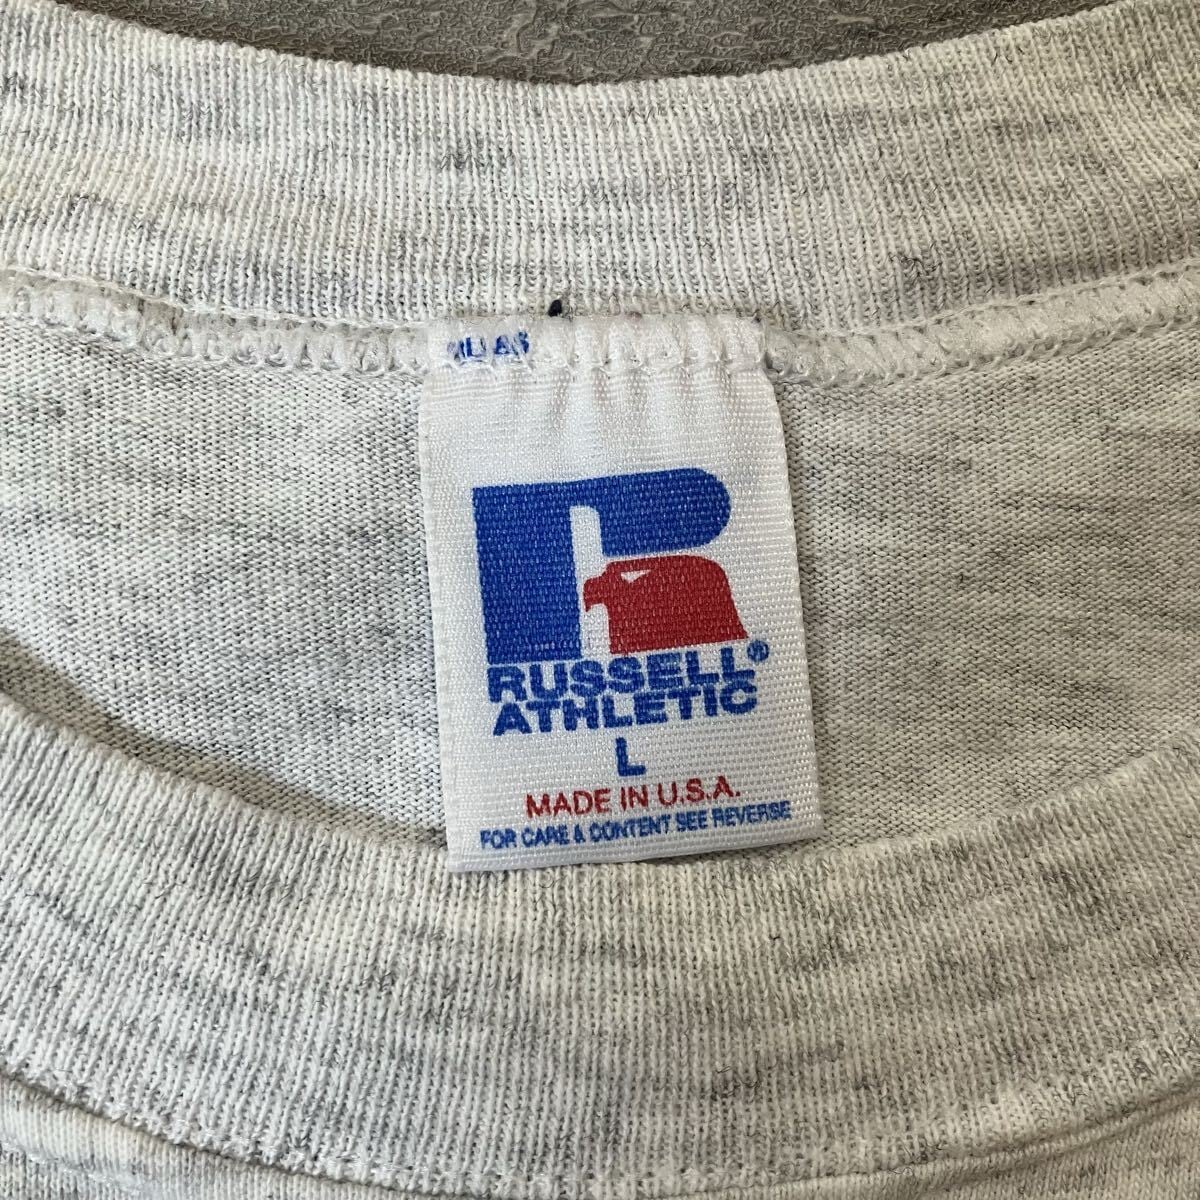 RUSSELL®
ATHLETIC
L
MADE IN U.S.A.
FOR CARE & CONTENT SEE REVERSE